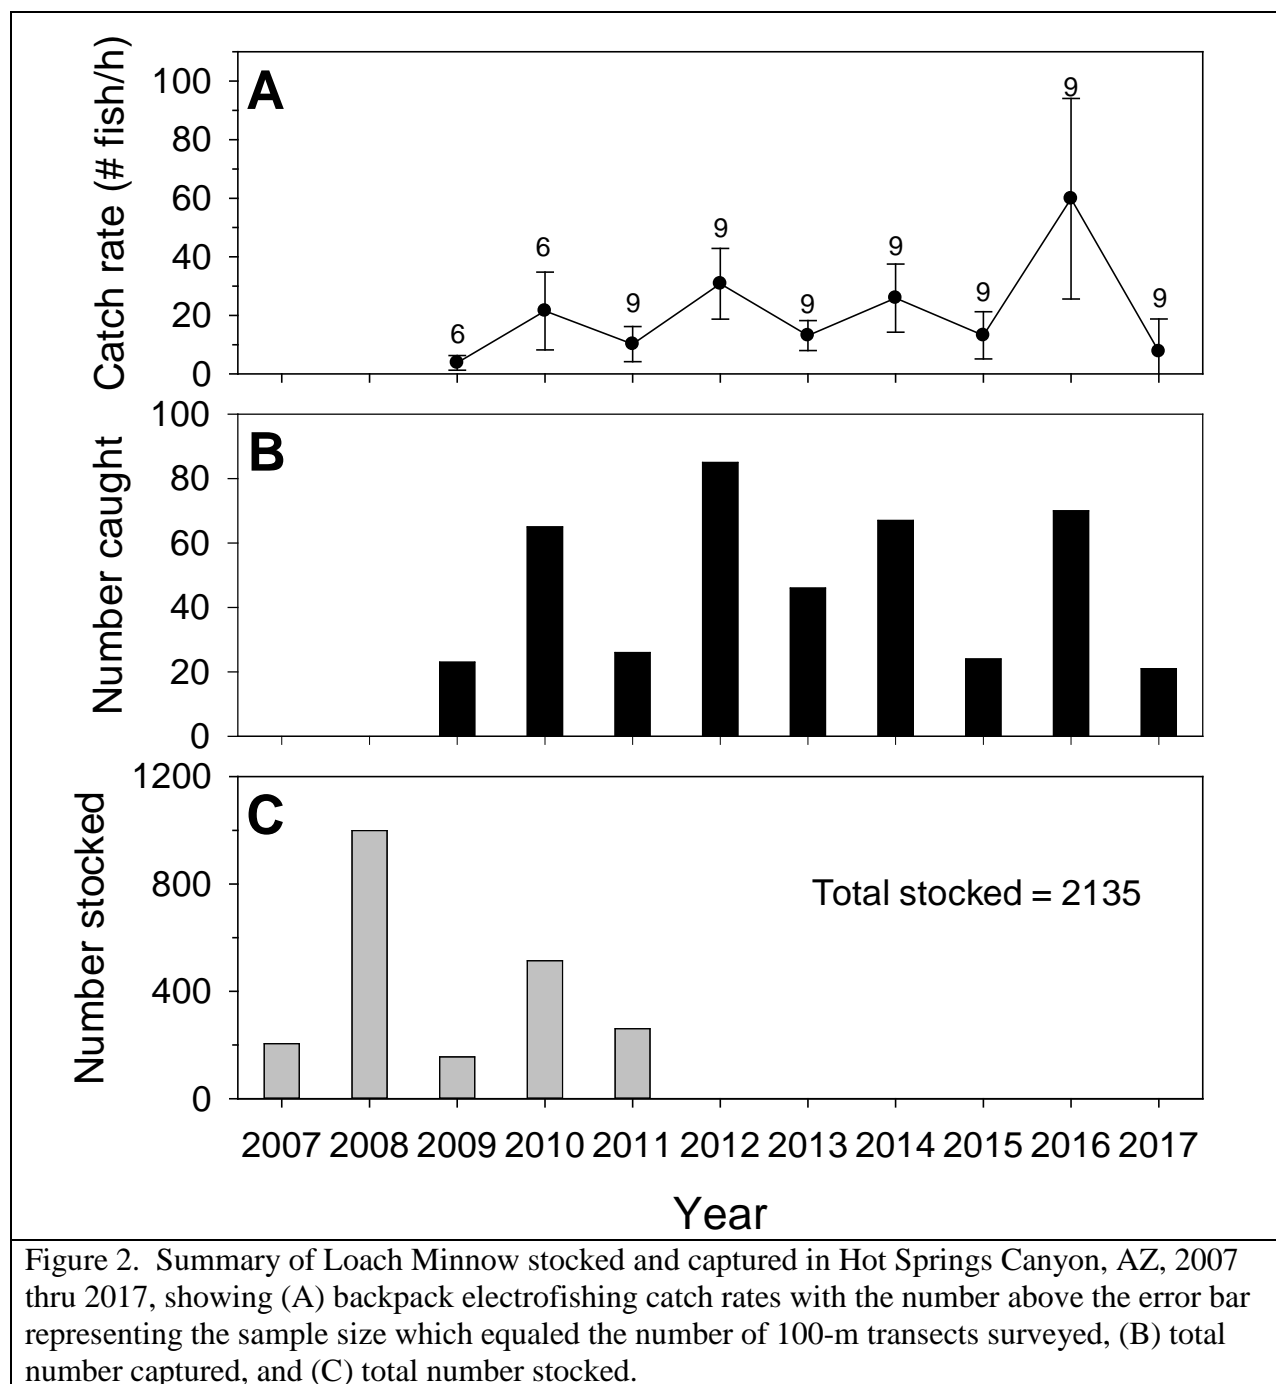 A
Catch rate (# fish/h)
100
80
60
40
20
0
6
6
9
9
9
9
9
9
9
B
Number caught
100
80
60
40
20
0
C
Number stocked
1200
800
400
0
Total stocked = 2135
2007 2008 2009 2010 2011 2012 2013 2014 2015 2016 2017
Year
Figure 2.  Summary of Loach Minnow stocked and captured in Hot Springs Canyon, AZ, 2007
thru 2017, showing (A) backpack electrofishing catch rates with the number above the error bar
representing the sample size which equaled the number of 100-m transects surveyed, (B) total
number captured, and (C) total number stocked.